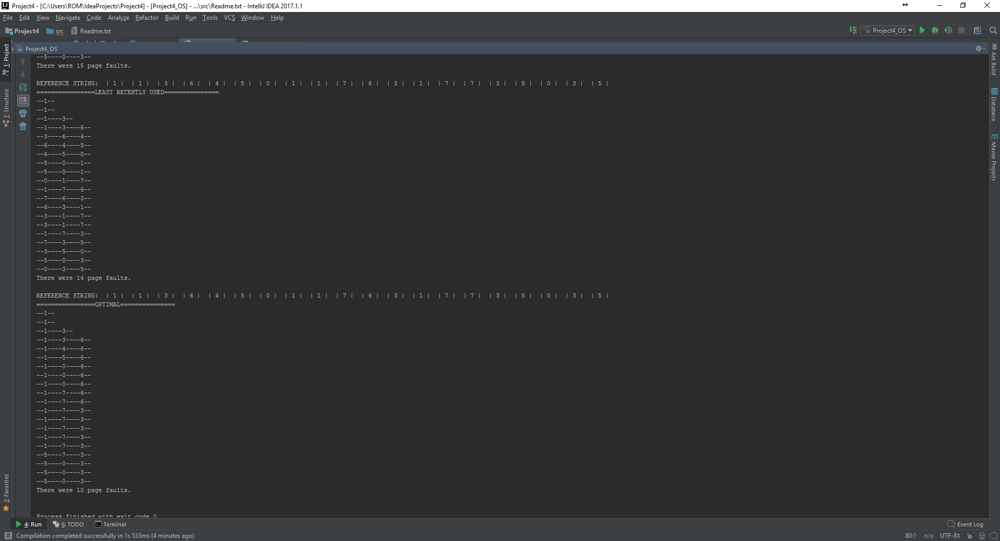 Project4 - [C:\Users\ROM\IdeaProjects\Project4] - [Project4_OS] - ...\src\Readme.txt - IntelliJ IDEA 2017.1.1
File Edit View Navigate Code Analyze Refactor Build Run Tools VCS Window Help
Project4 src Readme.txt Project4_OS
Project4_OS
1: Project
7: Structure
2: Favorites
Ant Build
Database
Maven Projects
--5----0----3--
There were 15 page faults.
REFERENCE STRING:  | 1 |  | 1 |  | 3 |  | 6 |  | 4 |  | 5 |  | 0 |  | 1 |  | 1 |  | 7 |  | 6 |  | 3 |  | 1 |  | 7 |  | 7 |  | 3 |  | 5 |  | 0 |  | 3 |  | 5 |
================LEAST RECENTLY USED===============
--1--
--1--
--1----3--
--1----3----6--
--3----6----4--
--6----4----5--
--4----5----0--
--5----0----1--
--5----0----1--
--0----1----7--
--1----7----6--
--7----6----3--
--6----3----1--
--3----1----7--
--3----1----7--
--1----7----3--
--7----3----5--
--3----5----0--
--5----0----3--
--0----3----5--
There were 14 page faults.
REFERENCE STRING:  | 1 |  | 1 |  | 3 |  | 6 |  | 4 |  | 5 |  | 0 |  | 1 |  | 1 |  | 7 |  | 6 |  | 3 |  | 1 |  | 7 |  | 7 |  | 3 |  | 5 |  | 0 |  | 3 |  | 5 |
================OPTIMAL===============
--1--
--1--
--1----3--
--1----3----6--
--1----4----6--
--1----5----6--
--1----0----6--
--1----0----6--
--1----0----6--
--1----7----6--
--1----7----6--
--1----7----3--
--1----7----3--
--1----7----3--
--1----7----3--
--1----7----3--
--5----7----3--
--5----0----3--
--5----0----3--
--5----0----3--
There were 10 page faults.
Process finished with exit code 0
4: Run 6: TODO Terminal Event Log
Compilation completed successfully in 1s 533ms (4 minutes ago) 80:1 n/a UTF-8